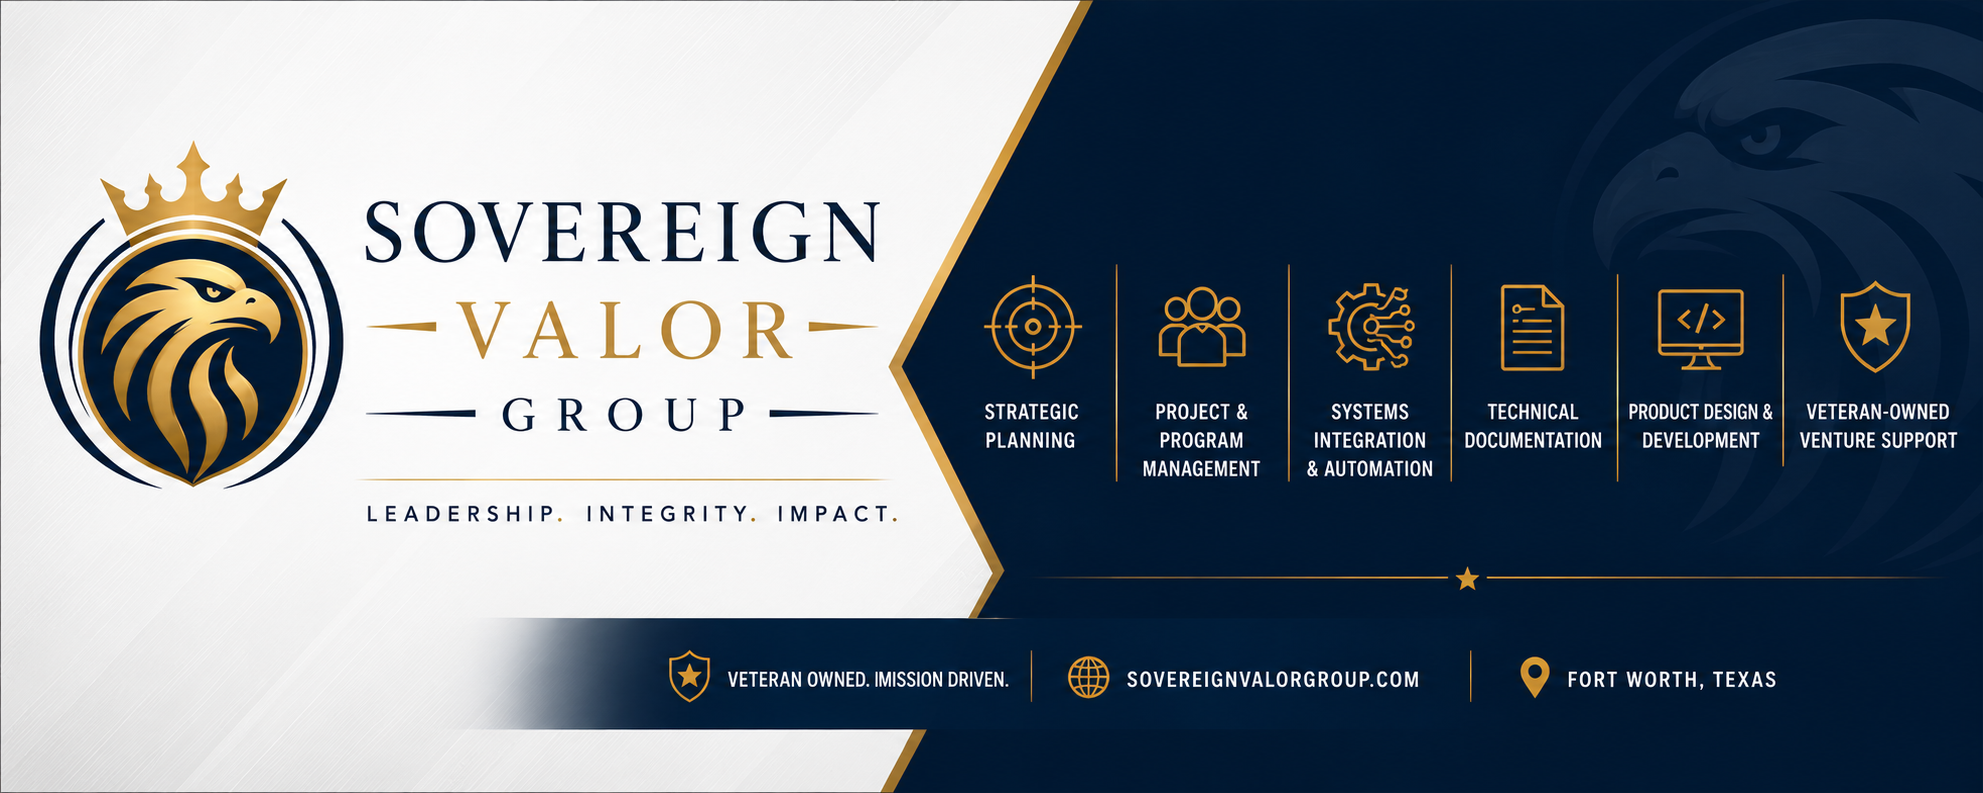 SOVEREIGN
VALOR
GROUP
LEADERSHIP. INTEGRITY. IMPACT.
STRATEGIC
PLANNING
PROJECT &
PROGRAM
MANAGEMENT
SYSTEMS
INTEGRATION
& AUTOMATION
TECHNICAL
DOCUMENTATION
</>
PRODUCT DESIGN &
DEVELOPMENT
VETERAN-OWNED
VENTURE SUPPORT
VETERAN OWNED. IMISSION DRIVEN.
SOVEREIGNVALORGROUP.COM
FORT WORTH, TEXAS